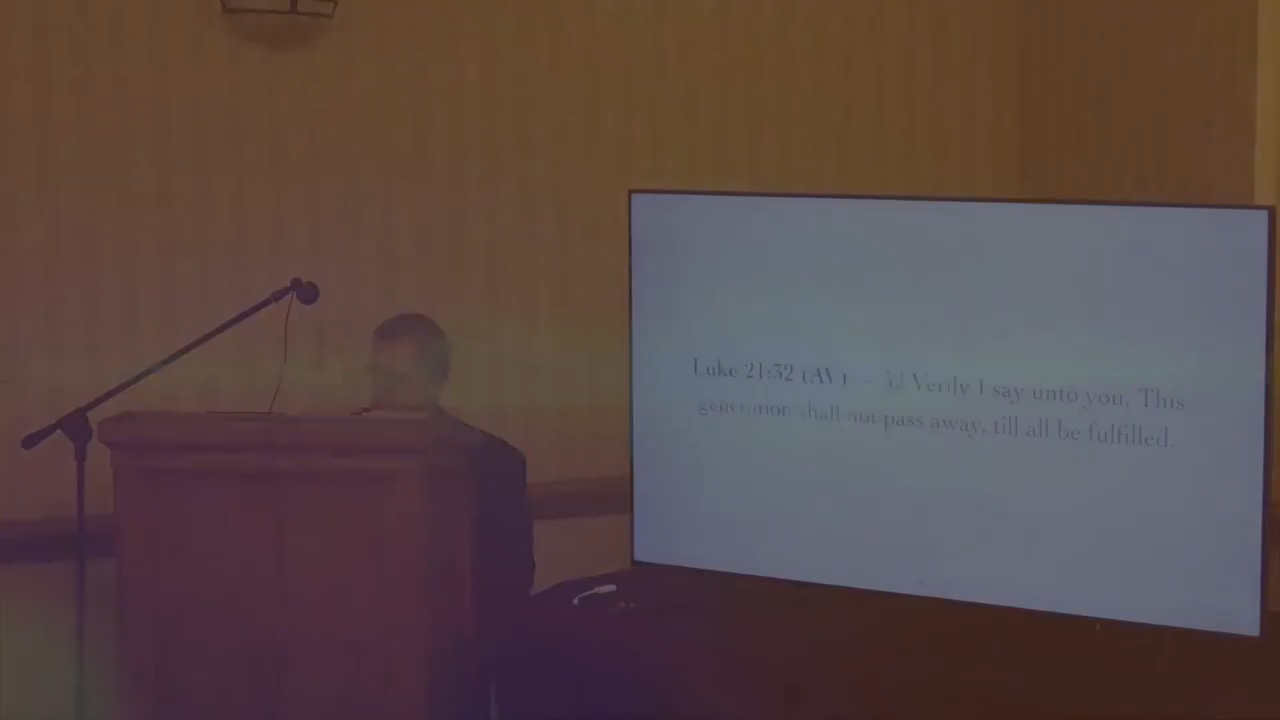 Luke 21:32 (AV) – 32 Verily I say unto you, This
generation shall not pass away, till all be fulfilled.